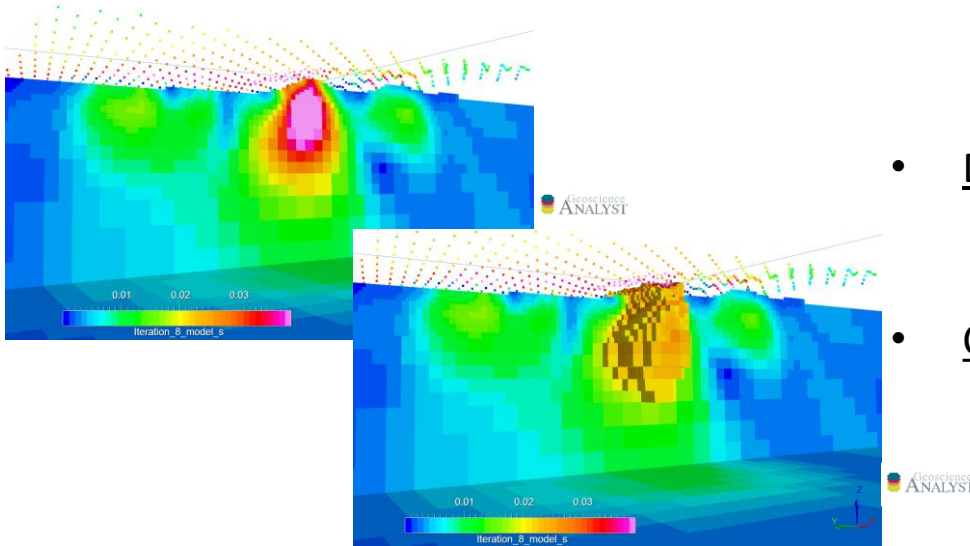 Geoscience
ANALYST
0.01 0.02 0.03
Iteration_8_model_s
0.01 0.02 0.03
Iteration_8_model_s
Z
Y
Geoscience
ANALYST